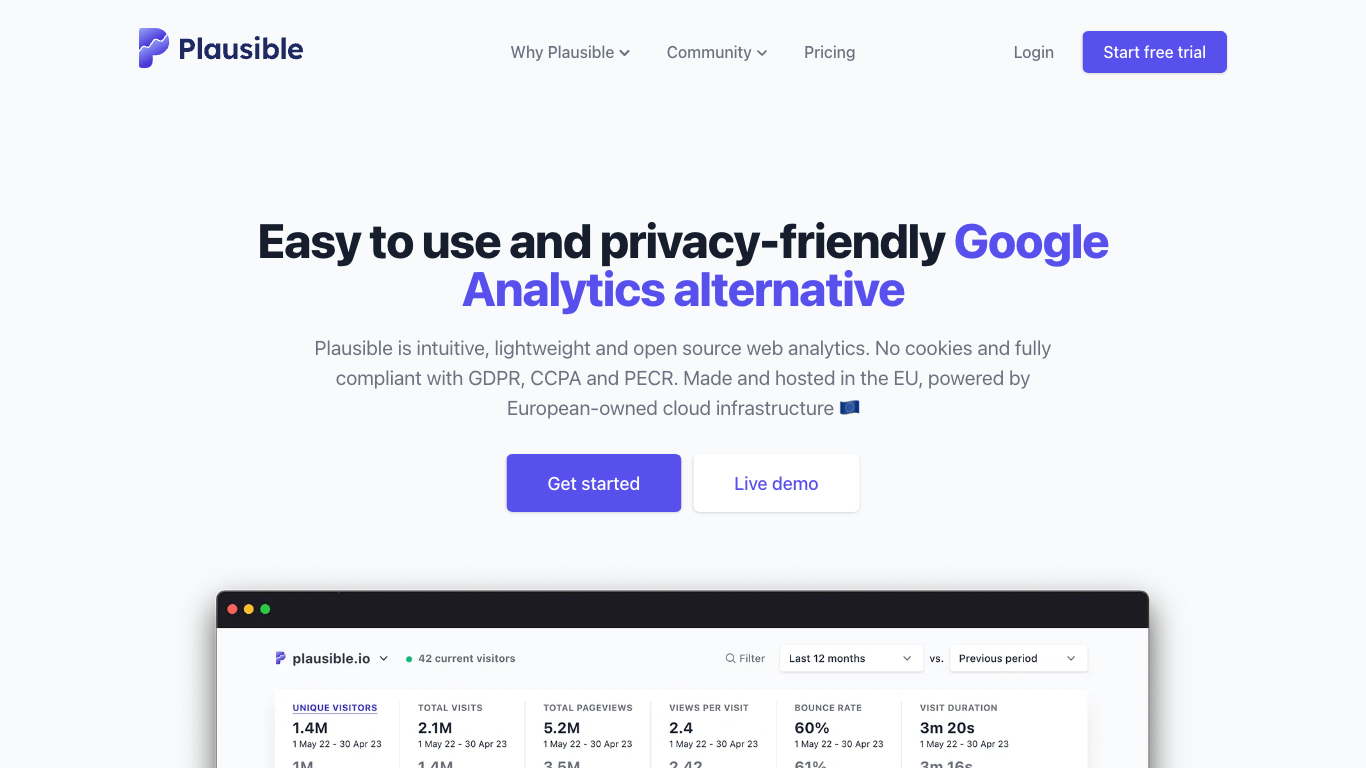 Plausible
Why Plausible
Community
Pricing
Login
Start free trial
Easy to use and privacy-friendly Google
Analytics alternative
Plausible is intuitive, lightweight and open source web analytics. No cookies and fully
compliant with GDPR, CCPA and PECR. Made and hosted in the EU, powered by
European-owned cloud infrastructure 🇪🇺
Get started
Live demo
plausible.io
42 current visitors
Filter
Last 12 months
vs.
Previous period
UNIQUE VISITORS
1.4M
1 May 22 - 30 Apr 23
1M
TOTAL VISITS
2.1M
1 May 22 - 30 Apr 23
1.4M
TOTAL PAGEVIEWS
5.2M
1 May 22 - 30 Apr 23
3.5M
VIEWS PER VISIT
2.4
1 May 22 - 30 Apr 23
2.42
BOUNCE RATE
60%
1 May 22 - 30 Apr 23
61%
VISIT DURATION
3m 20s
1 May 22 - 30 Apr 23
3m 16s